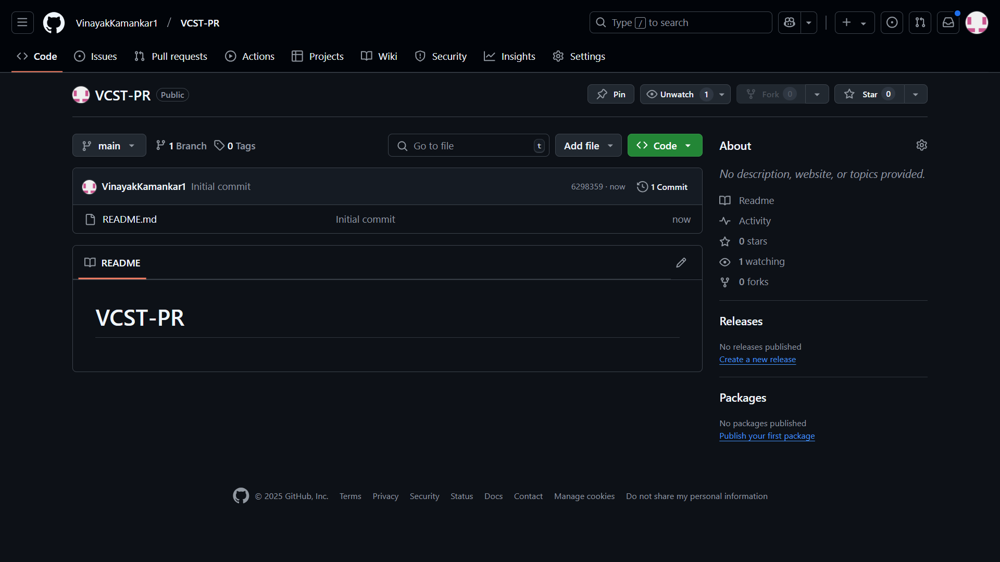 VinayakKamankar1 / VCST-PR
Type / to search
Code Issues Pull requests Actions Projects Wiki Security Insights Settings
VCST-PR Public
Pin Unwatch 1 Fork 0 Star 0
main 1 Branch 0 Tags
Go to file t Add file Code
VinayakKamankar1 Initial commit 6298359 · now 1 Commit
README.md Initial commit now
README
VCST-PR
About
No description, website, or topics provided.
Readme
Activity
0 stars
1 watching
0 forks
Releases
No releases published
Create a new release
Packages
No packages published
Publish your first package
© 2025 GitHub, Inc. Terms Privacy Security Status Docs Contact Manage cookies Do not share my personal information